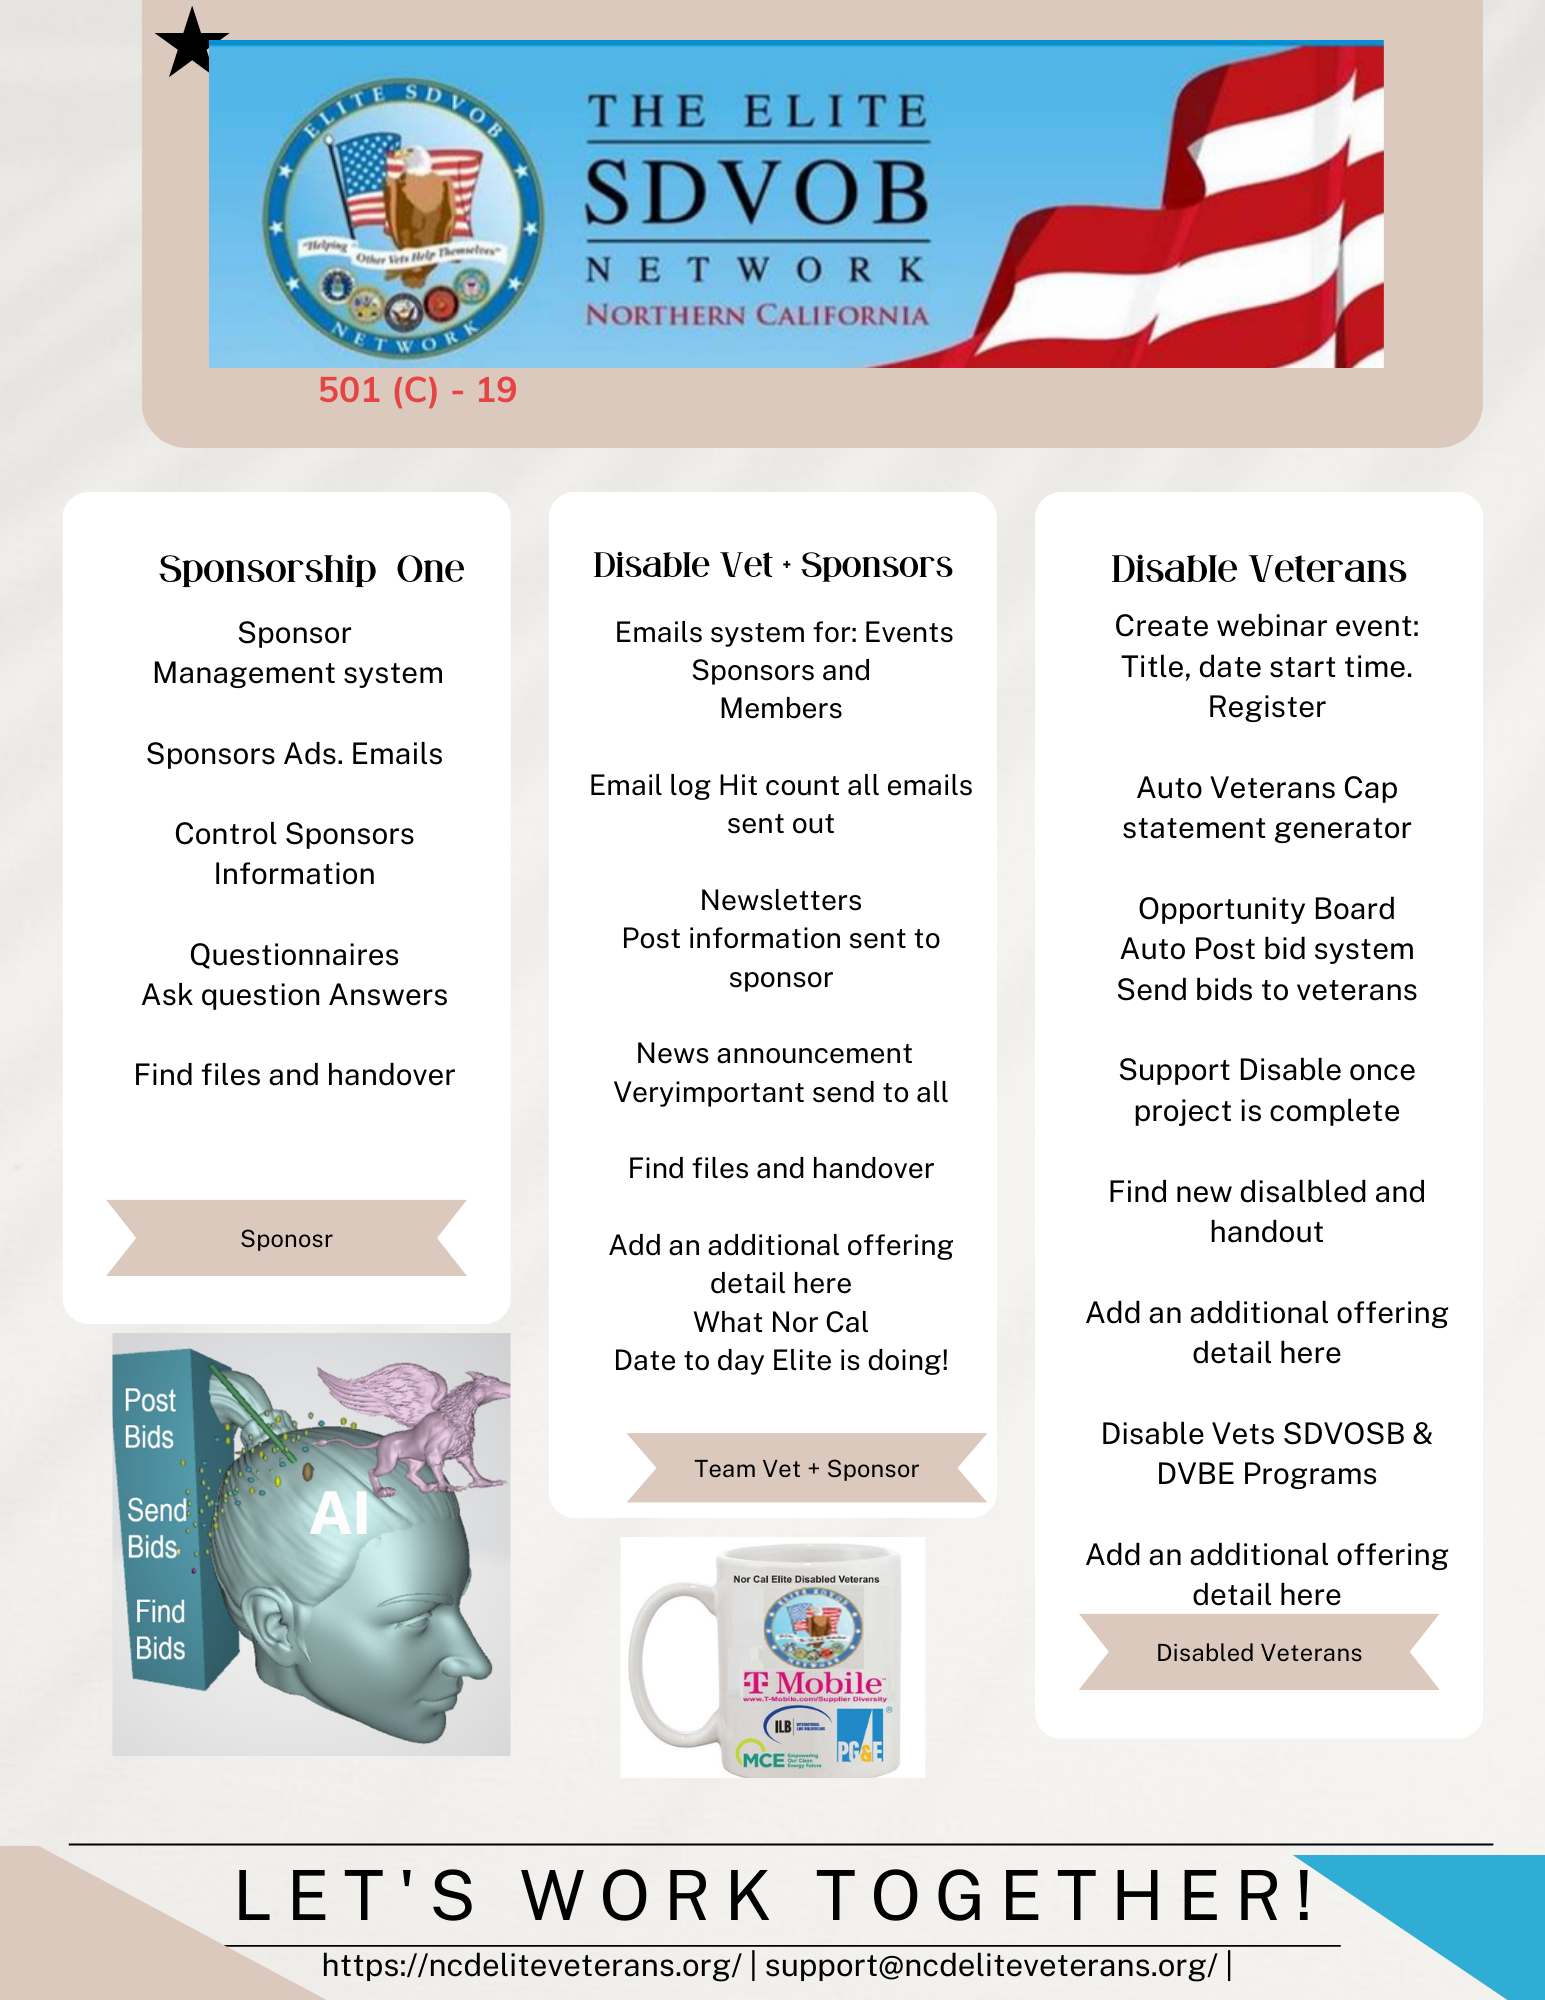 ELITE SDVOB
"Helping Other Vets Help Themselves"
NETWORK
THE ELITE
SDVOB
NETWORK
NORTHERN CALIFORNIA
501 (C) - 19
Sponsorship One
Sponsor
Management system
Sponsors Ads. Emails
Control Sponsors
Information
Questionnaires
Ask question Answers
Find files and handover
Sponosr
Post
Bids
Send
Bids
Find
Bids
AI
Disable Vet + Sponsors
Emails system for: Events
Sponsors and
Members
Email log Hit count all emails
sent out
Newsletters
Post information sent to
sponsor
News announcement
Veryimportant send to all
Find files and handover
Add an additional offering
detail here
What Nor Cal
Date to day Elite is doing!
Team Vet + Sponsor
Nor Cal Elite Disabled Veterans
T Mobile
www.T-Mobile.com/Supplier Diversity
ILB
PG&E
MCE Empowering
Our Clean
Energy Future
Disable Veterans
Create webinar event:
Title, date start time.
Register
Auto Veterans Cap
statement generator
Opportunity Board
Auto Post bid system
Send bids to veterans
Support Disable once
project is complete
Find new disalbled and
handout
Add an additional offering
detail here
Disable Vets SDVOSB &
DVBE Programs
Add an additional offering
detail here
Disabled Veterans
LET'S WORK TOGETHER!
https://ncdeliteveterans.org/ | support@ncdeliteveterans.org/ |